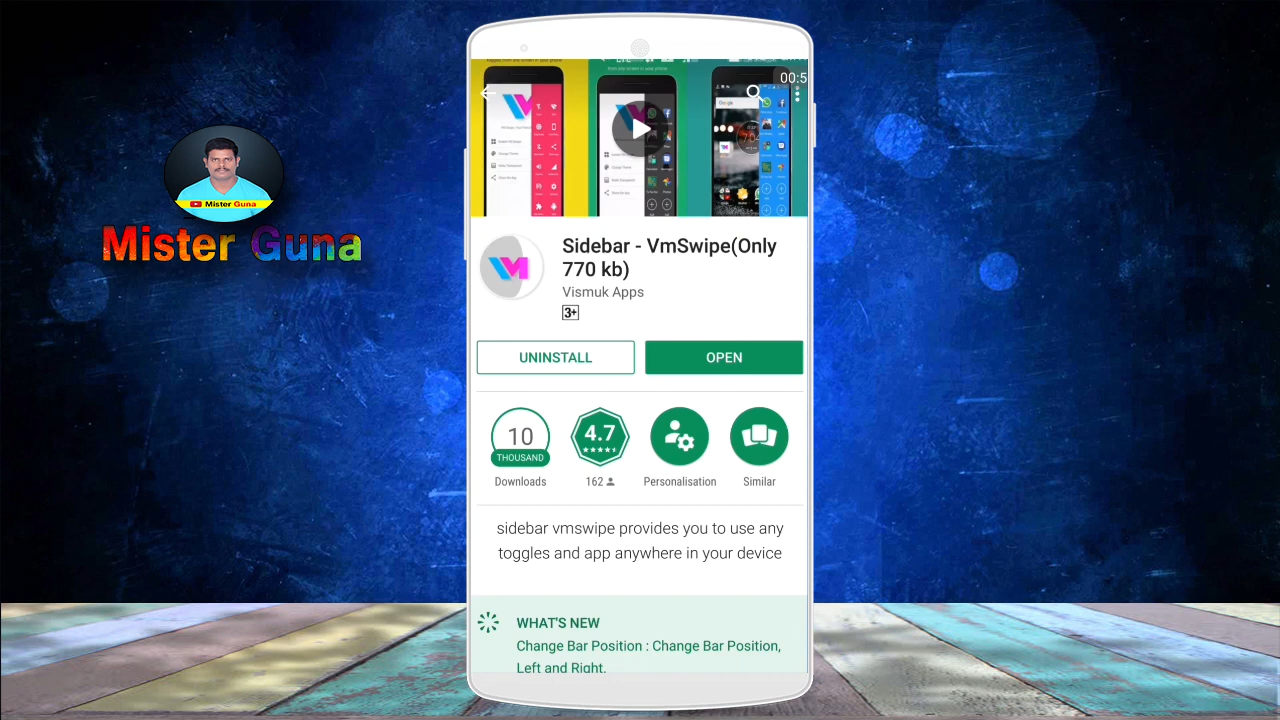 Mister Guna
Mister Guna
00:5
Google
Sidebar - VmSwipe(Only
770 kb)
Vismuk Apps
3+
UNINSTALL
OPEN
10
THOUSAND
Downloads
4.7
162
Personalisation
Similar
sidebar vmswipe provides you to use any
toggles and app anywhere in your device
WHAT'S NEW
Change Bar Position : Change Bar Position,
Left and Right.